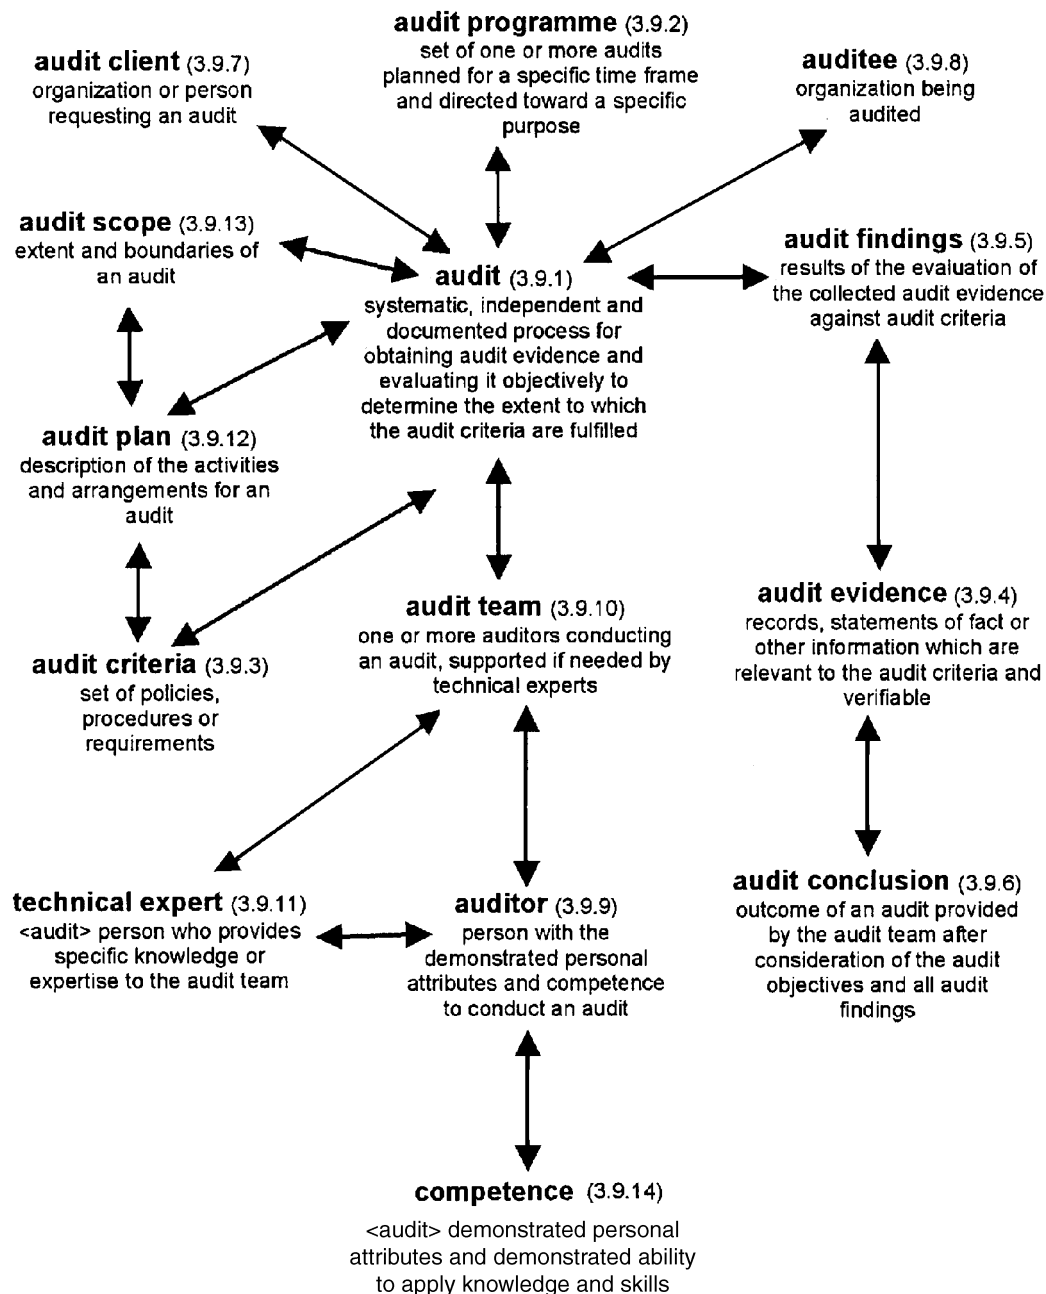 audit programme (3.9.2)
set of one or more audits
planned for a specific time frame
and directed toward a specific
purpose
audit client (3.9.7)
organization or person
requesting an audit
auditee (3.9.8)
organization being
audited
audit scope (3.9.13)
extent and boundaries of
an audit
audit (3.9.1)
systematic, independent and
documented process for
obtaining audit evidence and
evaluating it objectively to
determine the extent to which
the audit criteria are fulfilled
audit findings (3.9.5)
results of the evaluation of
the collected audit evidence
against audit criteria
audit plan (3.9.12)
description of the activities
and arrangements for an
audit
audit team (3.9.10)
one or more auditors conducting
an audit, supported if needed by
technical experts
audit evidence (3.9.4)
records, statements of fact or
other information which are
relevant to the audit criteria and
verifiable
audit criteria (3.9.3)
set of policies,
procedures or
requirements
technical expert (3.9.11)
<audit> person who provides
specific knowledge or
expertise to the audit team
auditor (3.9.9)
person with the
demonstrated personal
attributes and competence
to conduct an audit
audit conclusion (3.9.6)
outcome of an audit provided
by the audit team after
consideration of the audit
objectives and all audit
findings
competence (3.9.14)
<audit> demonstrated personal
attributes and demonstrated ability
to apply knowledge and skills